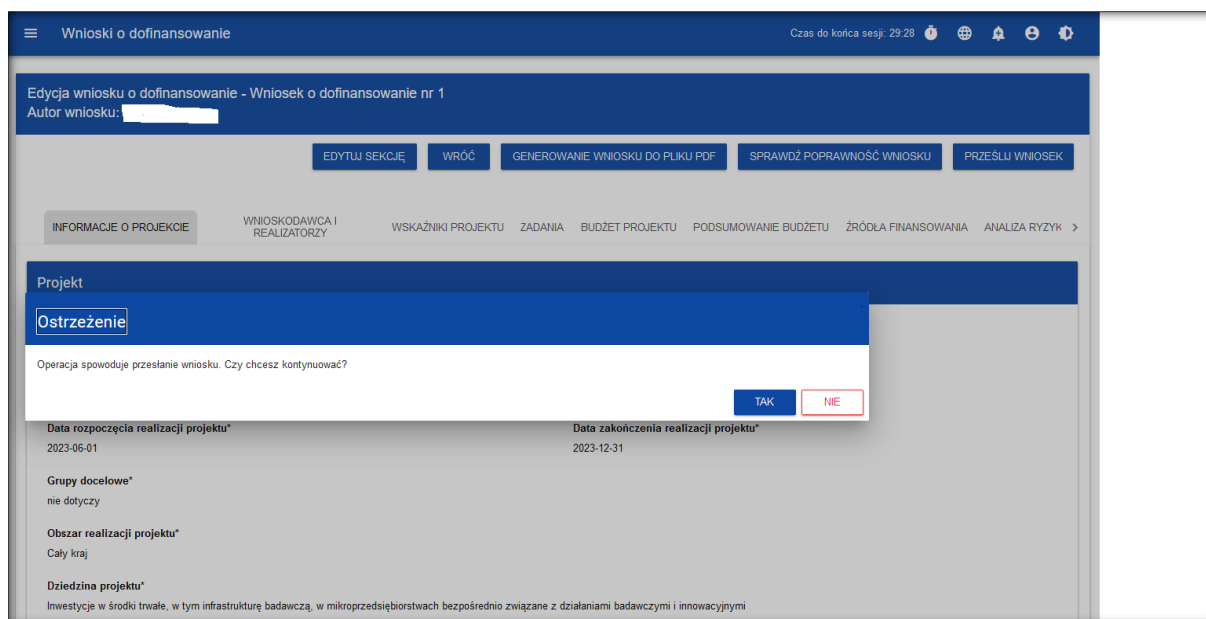 Wnioski o dofinansowanie
Czas do końca sesji: 29:28
Edycja wniosku o dofinansowanie - Wniosek o dofinansowanie nr 1
Autor wniosku:
EDYTUJ SEKCJĘ WRÓĆ GENEROWANIE WNIOSKU DO PLIKU PDF SPRAWDŹ POPRAWNOŚĆ WNIOSKU PRZEŚLIJ WNIOSEK
INFORMACJE O PROJEKCIE
WNIOSKODAWCA I
REALIZATORZY
WSKAŹNIKI PROJEKTU ZADANIA BUDŻET PROJEKTU PODSUMOWANIE BUDŻETU ŹRÓDŁA FINANSOWANIA ANALIZA RYZYK
Projekt
Ostrzeżenie
Operacja spowoduje przesłanie wniosku. Czy chcesz kontynuować?
TAK NIE
Data rozpoczęcia realizacji projektu* Data zakończenia realizacji projektu*
2023-06-01 2023-12-31
Grupy docelowe*
nie dotyczy
Obszar realizacji projektu*
Cały kraj
Dziedzina projektu*
Inwestycje w środki trwałe, w tym infrastrukturę badawczą, w mikroprzedsiębiorstwach bezpośrednio związane z działaniami badawczymi i innowacyjnymi